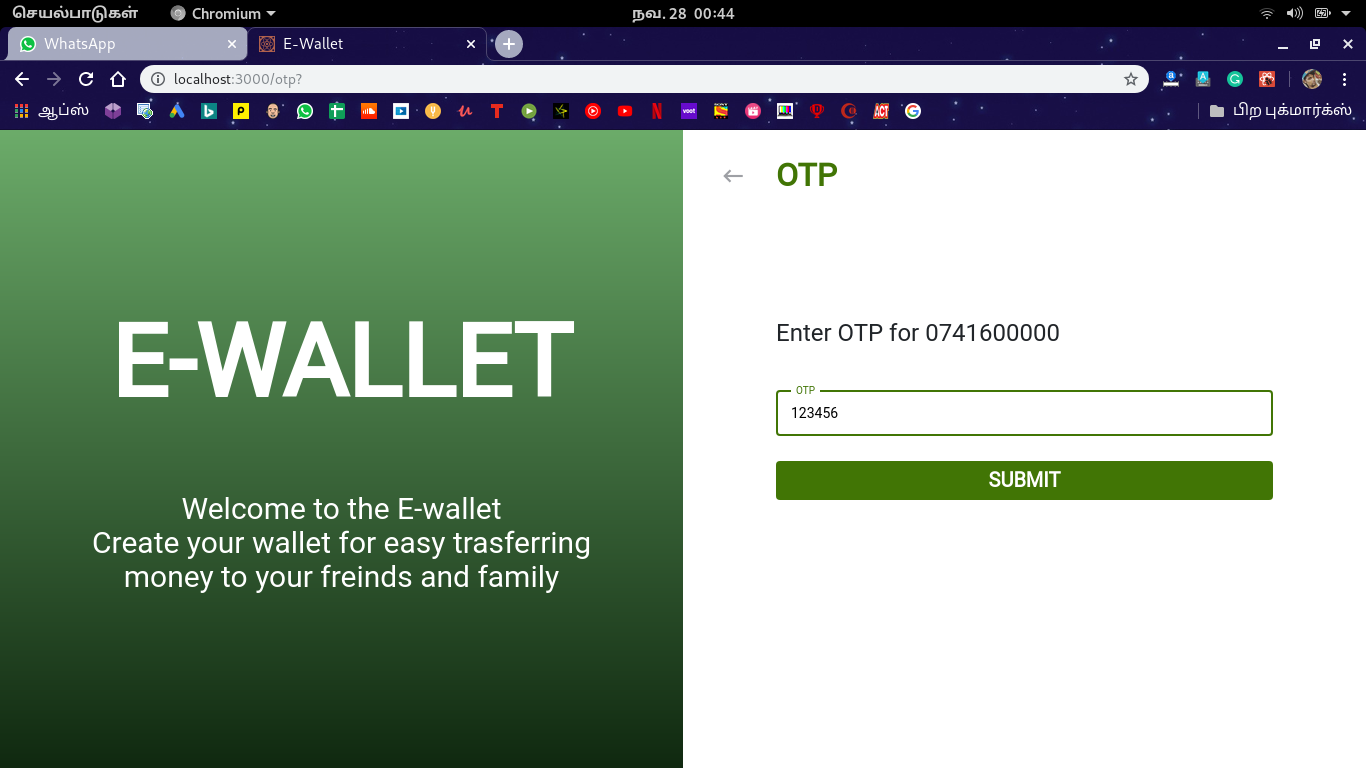 செயல்பாடுகள் Chromium நவ. 28 00:44
WhatsApp E-Wallet
localhost:3000/otp?
ஆப்ஸ் voot ACT பிற புக்மார்க்ஸ்
OTP
E-WALLET
Welcome to the E-wallet
Create your wallet for easy trasferring
money to your freinds and family
Enter OTP for 0741600000
OTP
123456
SUBMIT